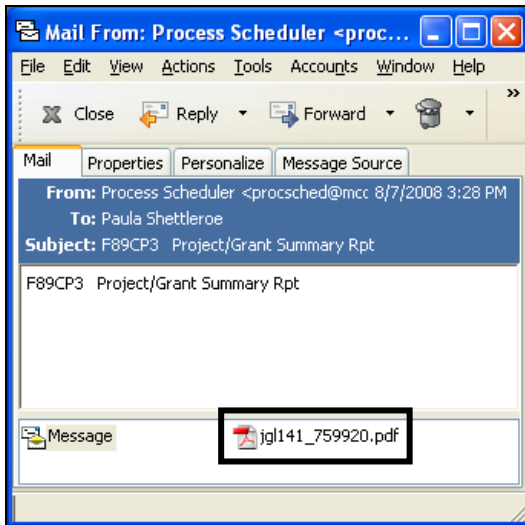 Mail From: Process Scheduler <proc...
File Edit View Actions Tools Accounts Window Help
Close Reply Forward »
Mail Properties Personalize Message Source
From: Process Scheduler <procsched@mcc 8/7/2008 3:28 PM
To: Paula Shettleroe
Subject: F89CP3 Project/Grant Summary Rpt
F89CP3 Project/Grant Summary Rpt
Message jgl141_759920.pdf